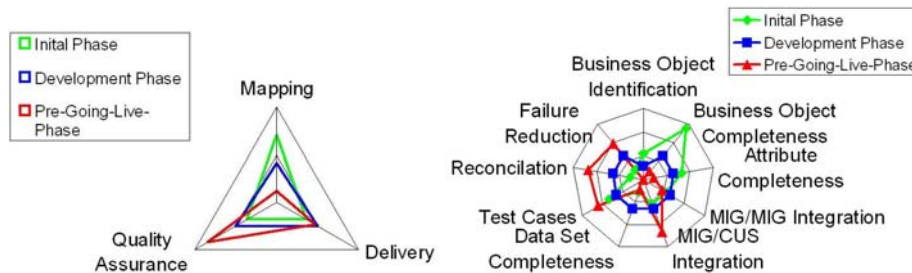 Inital Phase
Development Phase
Pre-Going-Live-
Phase
Mapping
Quality
Assurance
Delivery
Inital Phase
Development Phase
Pre-Going-Live-Phase
Business Object
Identification
Business Object
Completeness
Attribute
Completeness
MIG/MIG Integration
MIG/CUS
Integration
Data Set
Completeness
Test Cases
Reconcilation
Failure
Reduction